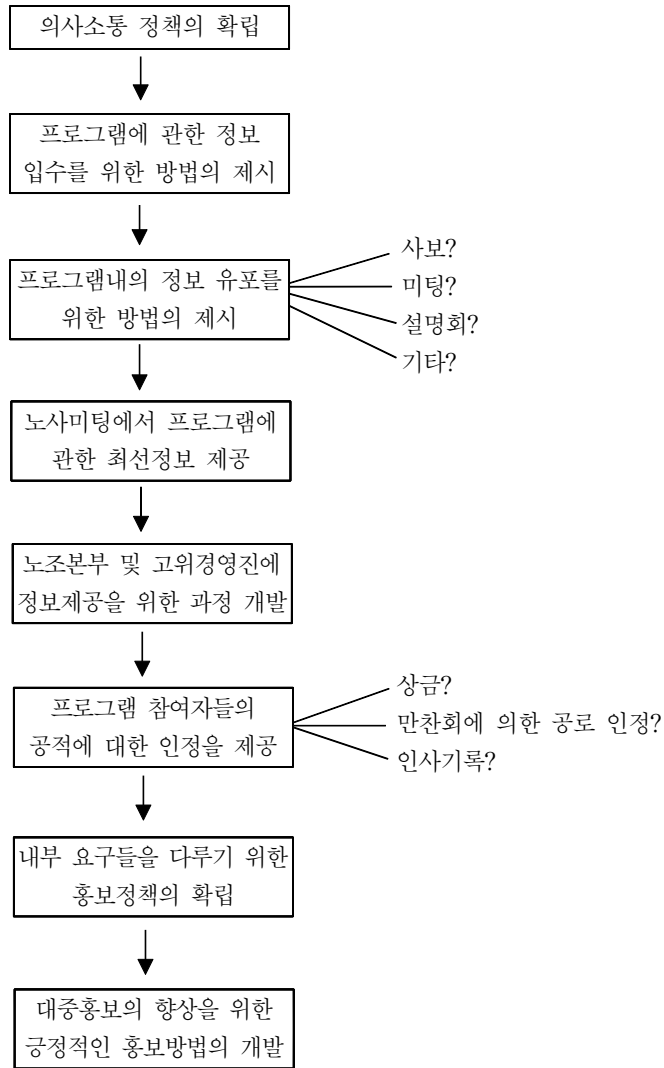 의사소통 정책의 확립
프로그램에 관한 정보
입수를 위한 방법의 제시
프로그램내의 정보 유포를
위한 방법의 제시
사보?
미팅?
설명회?
기타?
노사미팅에서 프로그램에
관한 최선정보 제공
노조본부 및 고위경영진에
정보제공을 위한 과정 개발
프로그램 참여자들의
공적에 대한 인정을 제공
상금?
만찬회에 의한 공로 인정?
인사기록?
내부 요구들을 다루기 위한
홍보정책의 확립
대중홍보의 향상을 위한
긍정적인 홍보방법의 개발